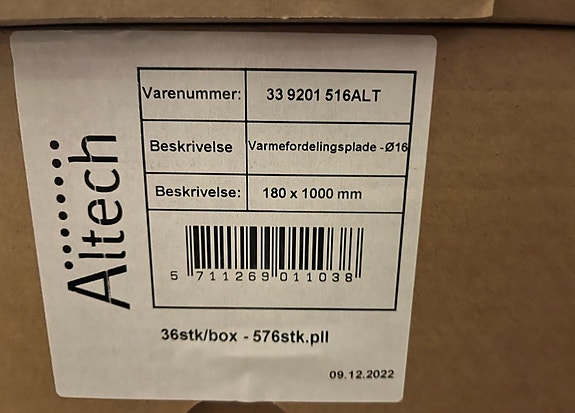 Altech
Varenummer: 33 9201 516ALT
Beskrivelse Varmefordelingsplade -Ø16
Beskrivelse: 180 x 1000 mm
5 711269 011038
36stk/box - 576stk.pll
09.12.2022